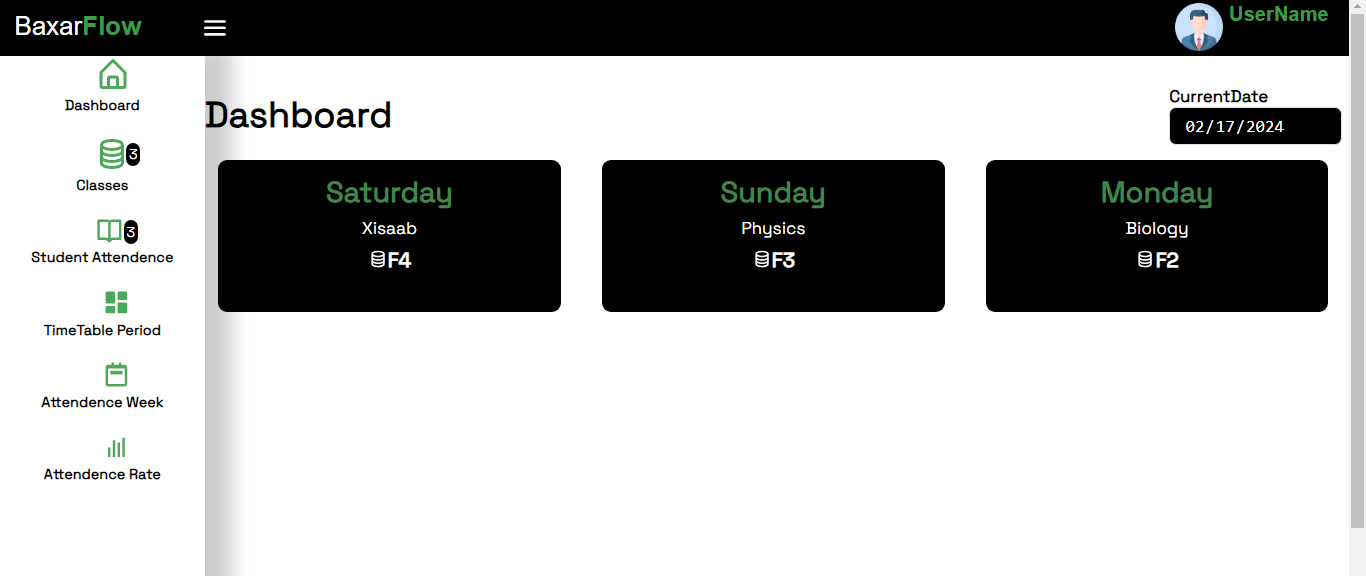 BaxarFlow
UserName
Dashboard
3
Classes
3
Student Attendence
TimeTable Period
Attendence Week
Attendence Rate
Dashboard
CurrentDate
02/17/2024
Saturday
Xisaab
F4
Sunday
Physics
F3
Monday
Biology
F2